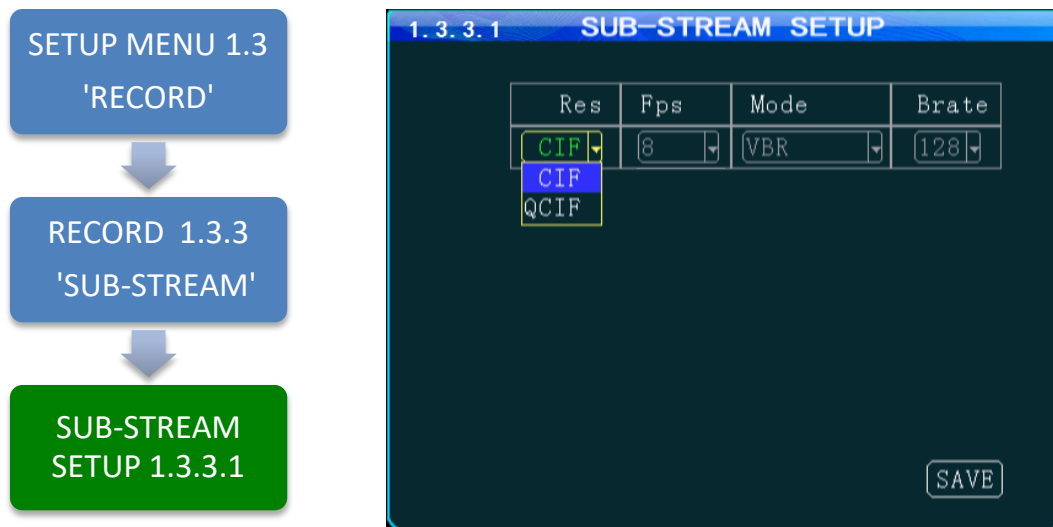 SETUP MENU 1.3
'RECORD'
RECORD 1.3.3
'SUB-STREAM'
SUB-STREAM
SETUP 1.3.3.1
1.3.3.1 SUB-STREAM SETUP
Res Fps Mode Brate
CIF 8 VBR 128
CIF
QCIF
SAVE